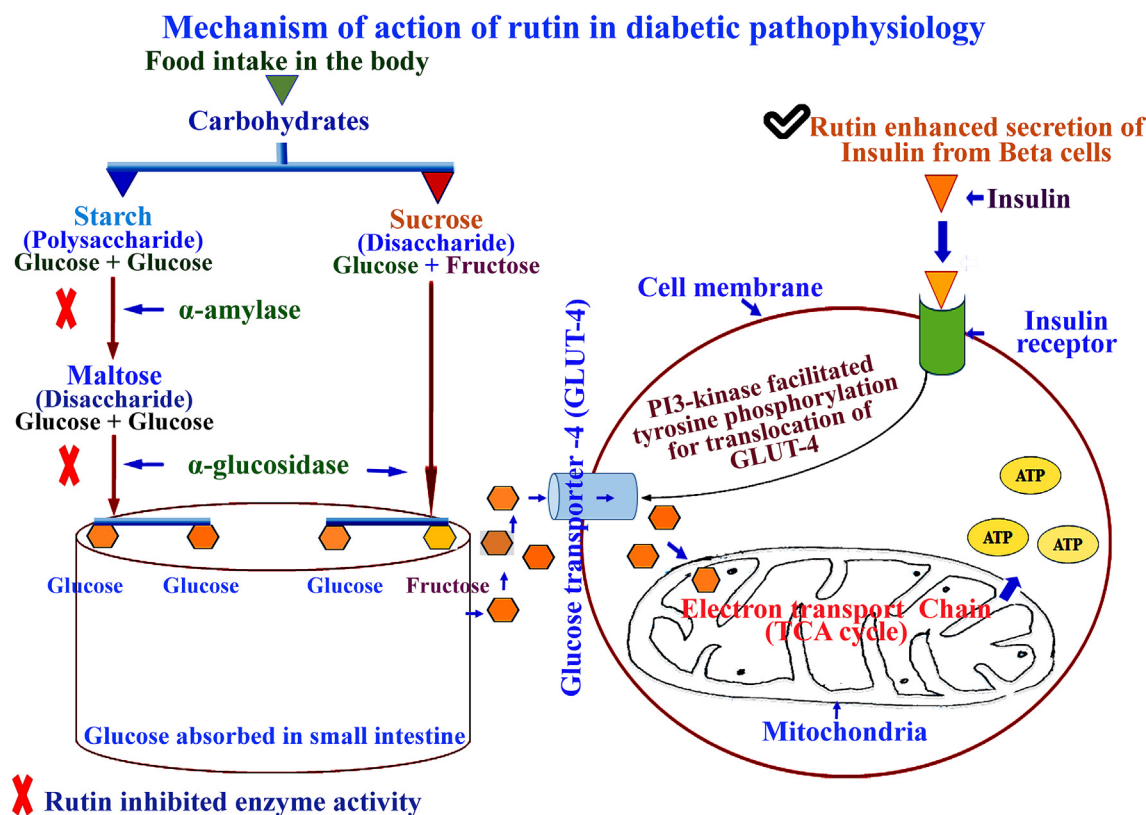 Mechanism of action of rutin in diabetic pathophysiology
Food intake in the body
Carbohydrates
Starch
(Polysaccharide)
Glucose + Glucose
Sucrose
(Disaccharide)
Glucose + Fructose
α-amylase
Maltose
(Disaccharide)
Glucose + Glucose
α-glucosidase
Glucose
Glucose
Glucose
Fructose
Glucose absorbed in small intestine
Rutin inhibited enzyme activity
Glucose transporter -4 (GLUT-4)
Rutin enhanced secretion of
Insulin from Beta cells
Insulin
Cell membrane
Insulin
receptor
PI3-kinase facilitated
tyrosine phosphorylation
for translocation of
GLUT-4
ATP
ATP
ATP
Electron transport Chain
(TCA cycle)
Mitochondria